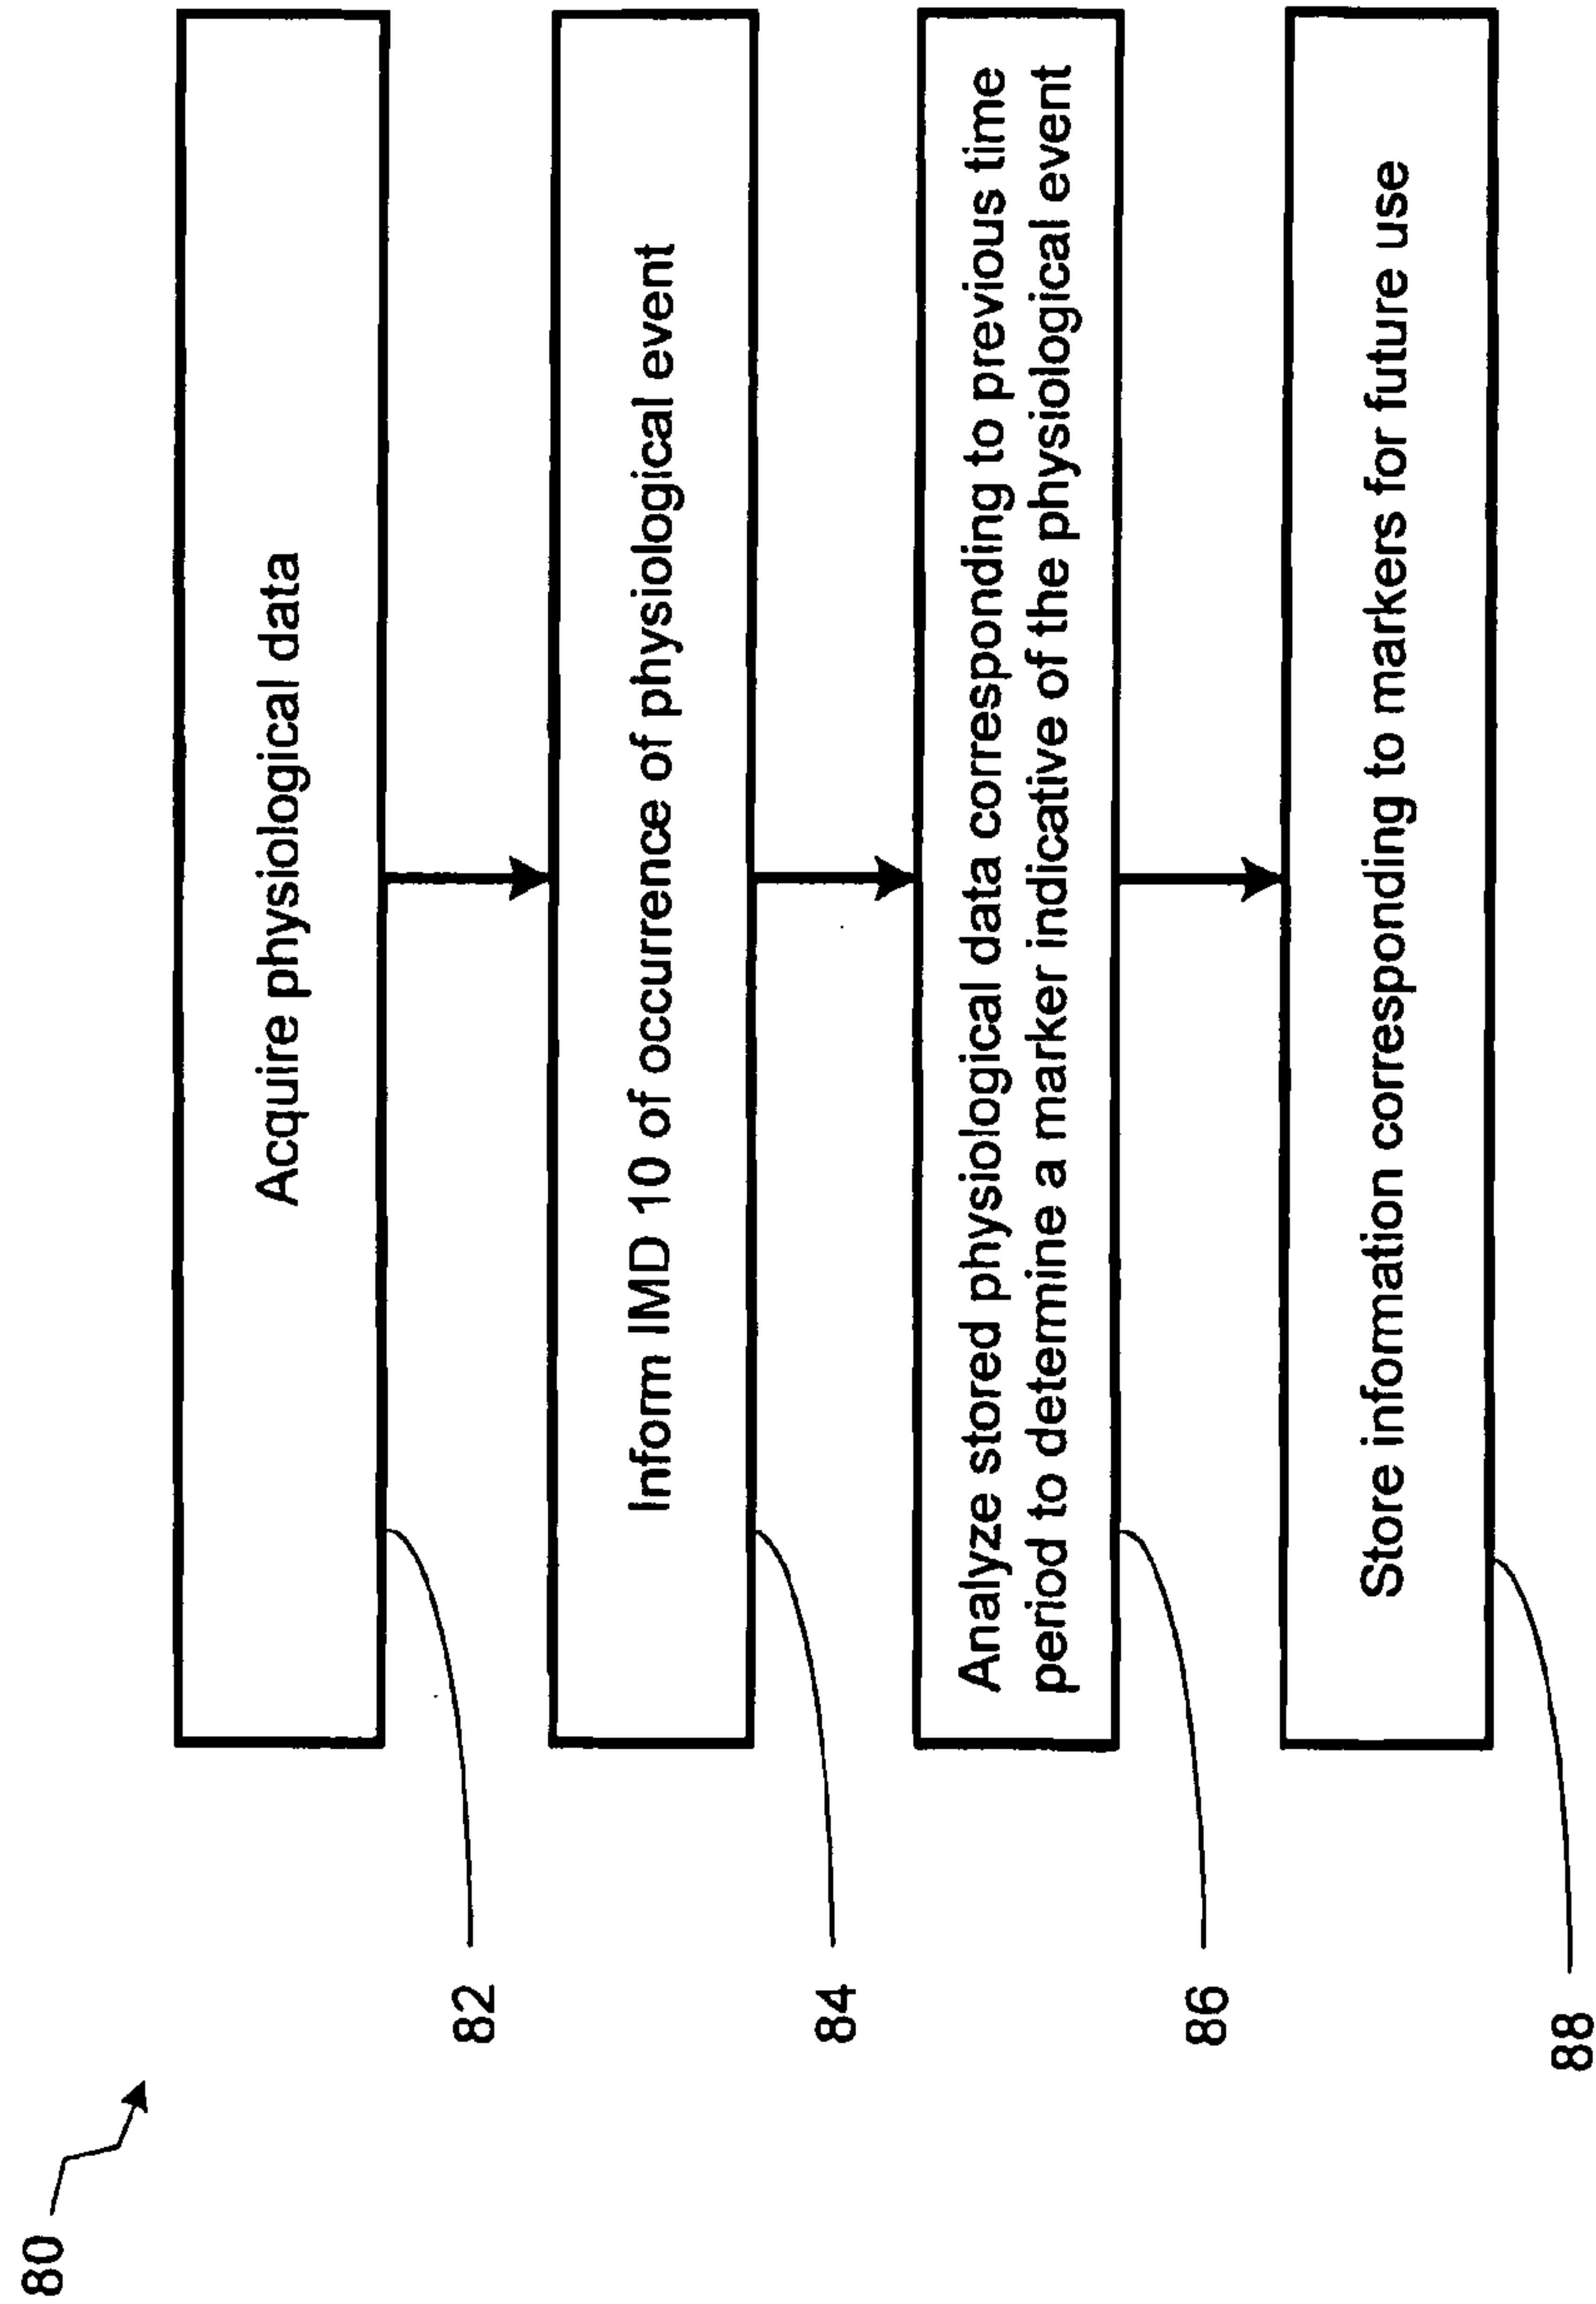 80
Acquire physiological data
82
Inform IMD 10 of occurrence of physiological event
84
Analyze stored physiological data corresponding to previous time
period to determine a marker indicative of the physiological event
86
Store information corresponding to markers for future use
88